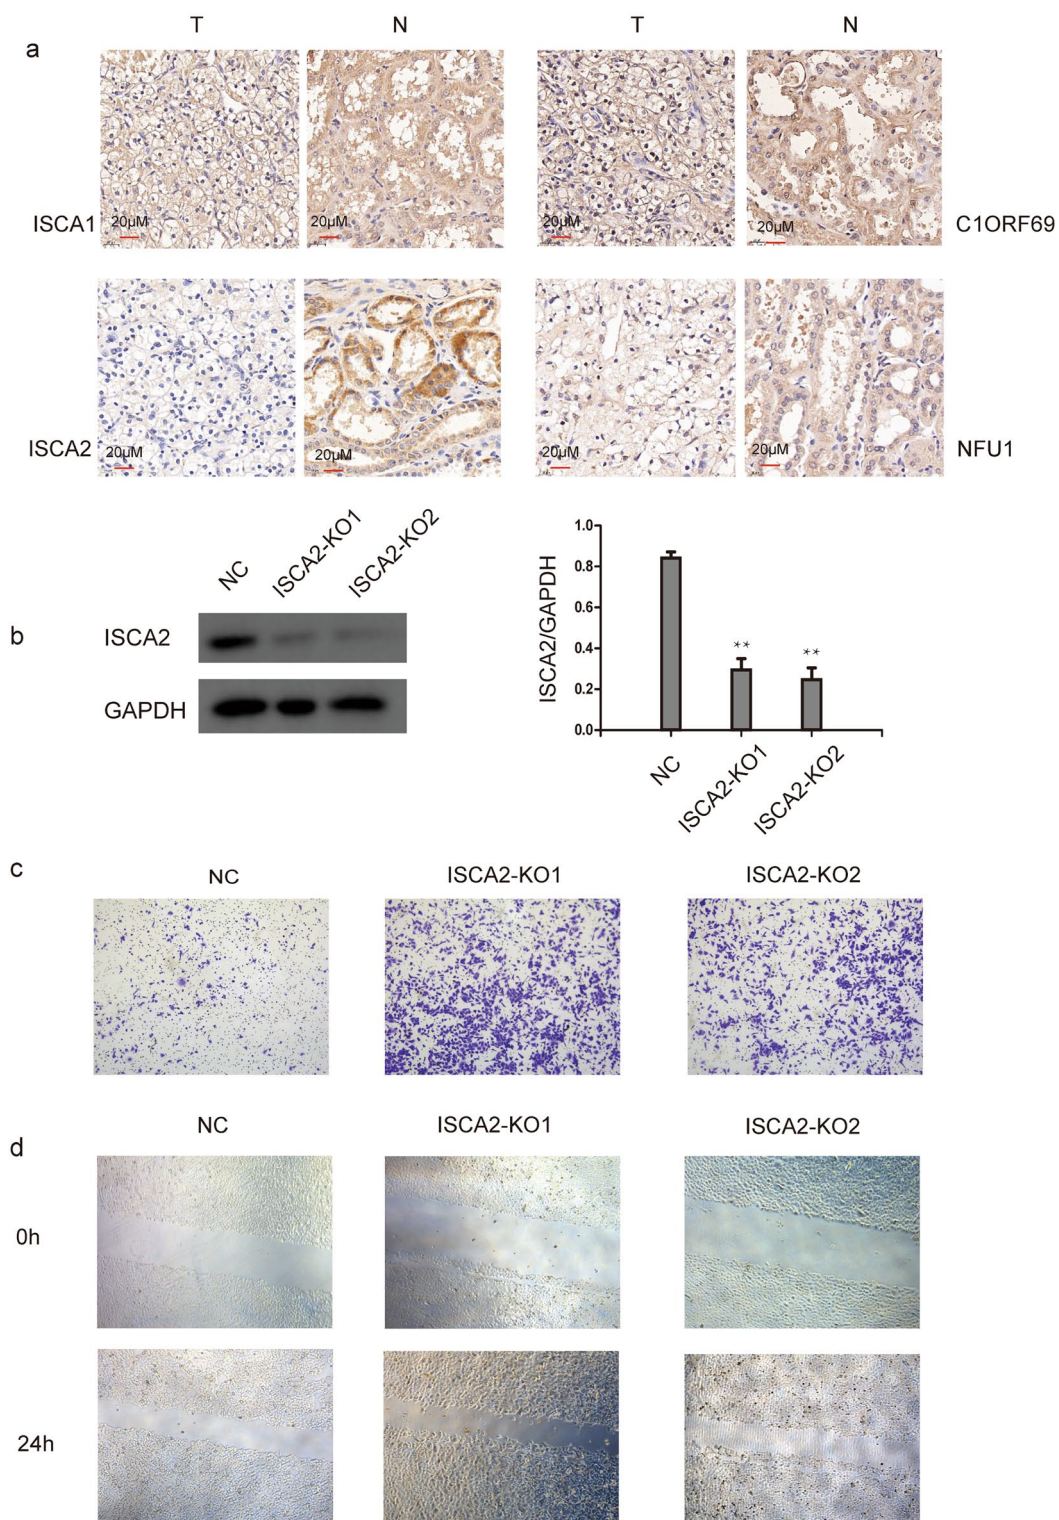 T N T N
a
ISCA1 20μM 20μM 20μM 20μM C1ORF69
ISCA2 20μM 20μM 20μM 20μM NFU1
b
NC ISCA2-KO1 ISCA2-KO2
ISCA2
GAPDH
ISCA2/GAPDH
1.0
0.8
0.6
0.4
0.2
0.0
** **
NC ISCA2-KO1 ISCA2-KO2
c
NC ISCA2-KO1 ISCA2-KO2
d
NC ISCA2-KO1 ISCA2-KO2
0h
24h